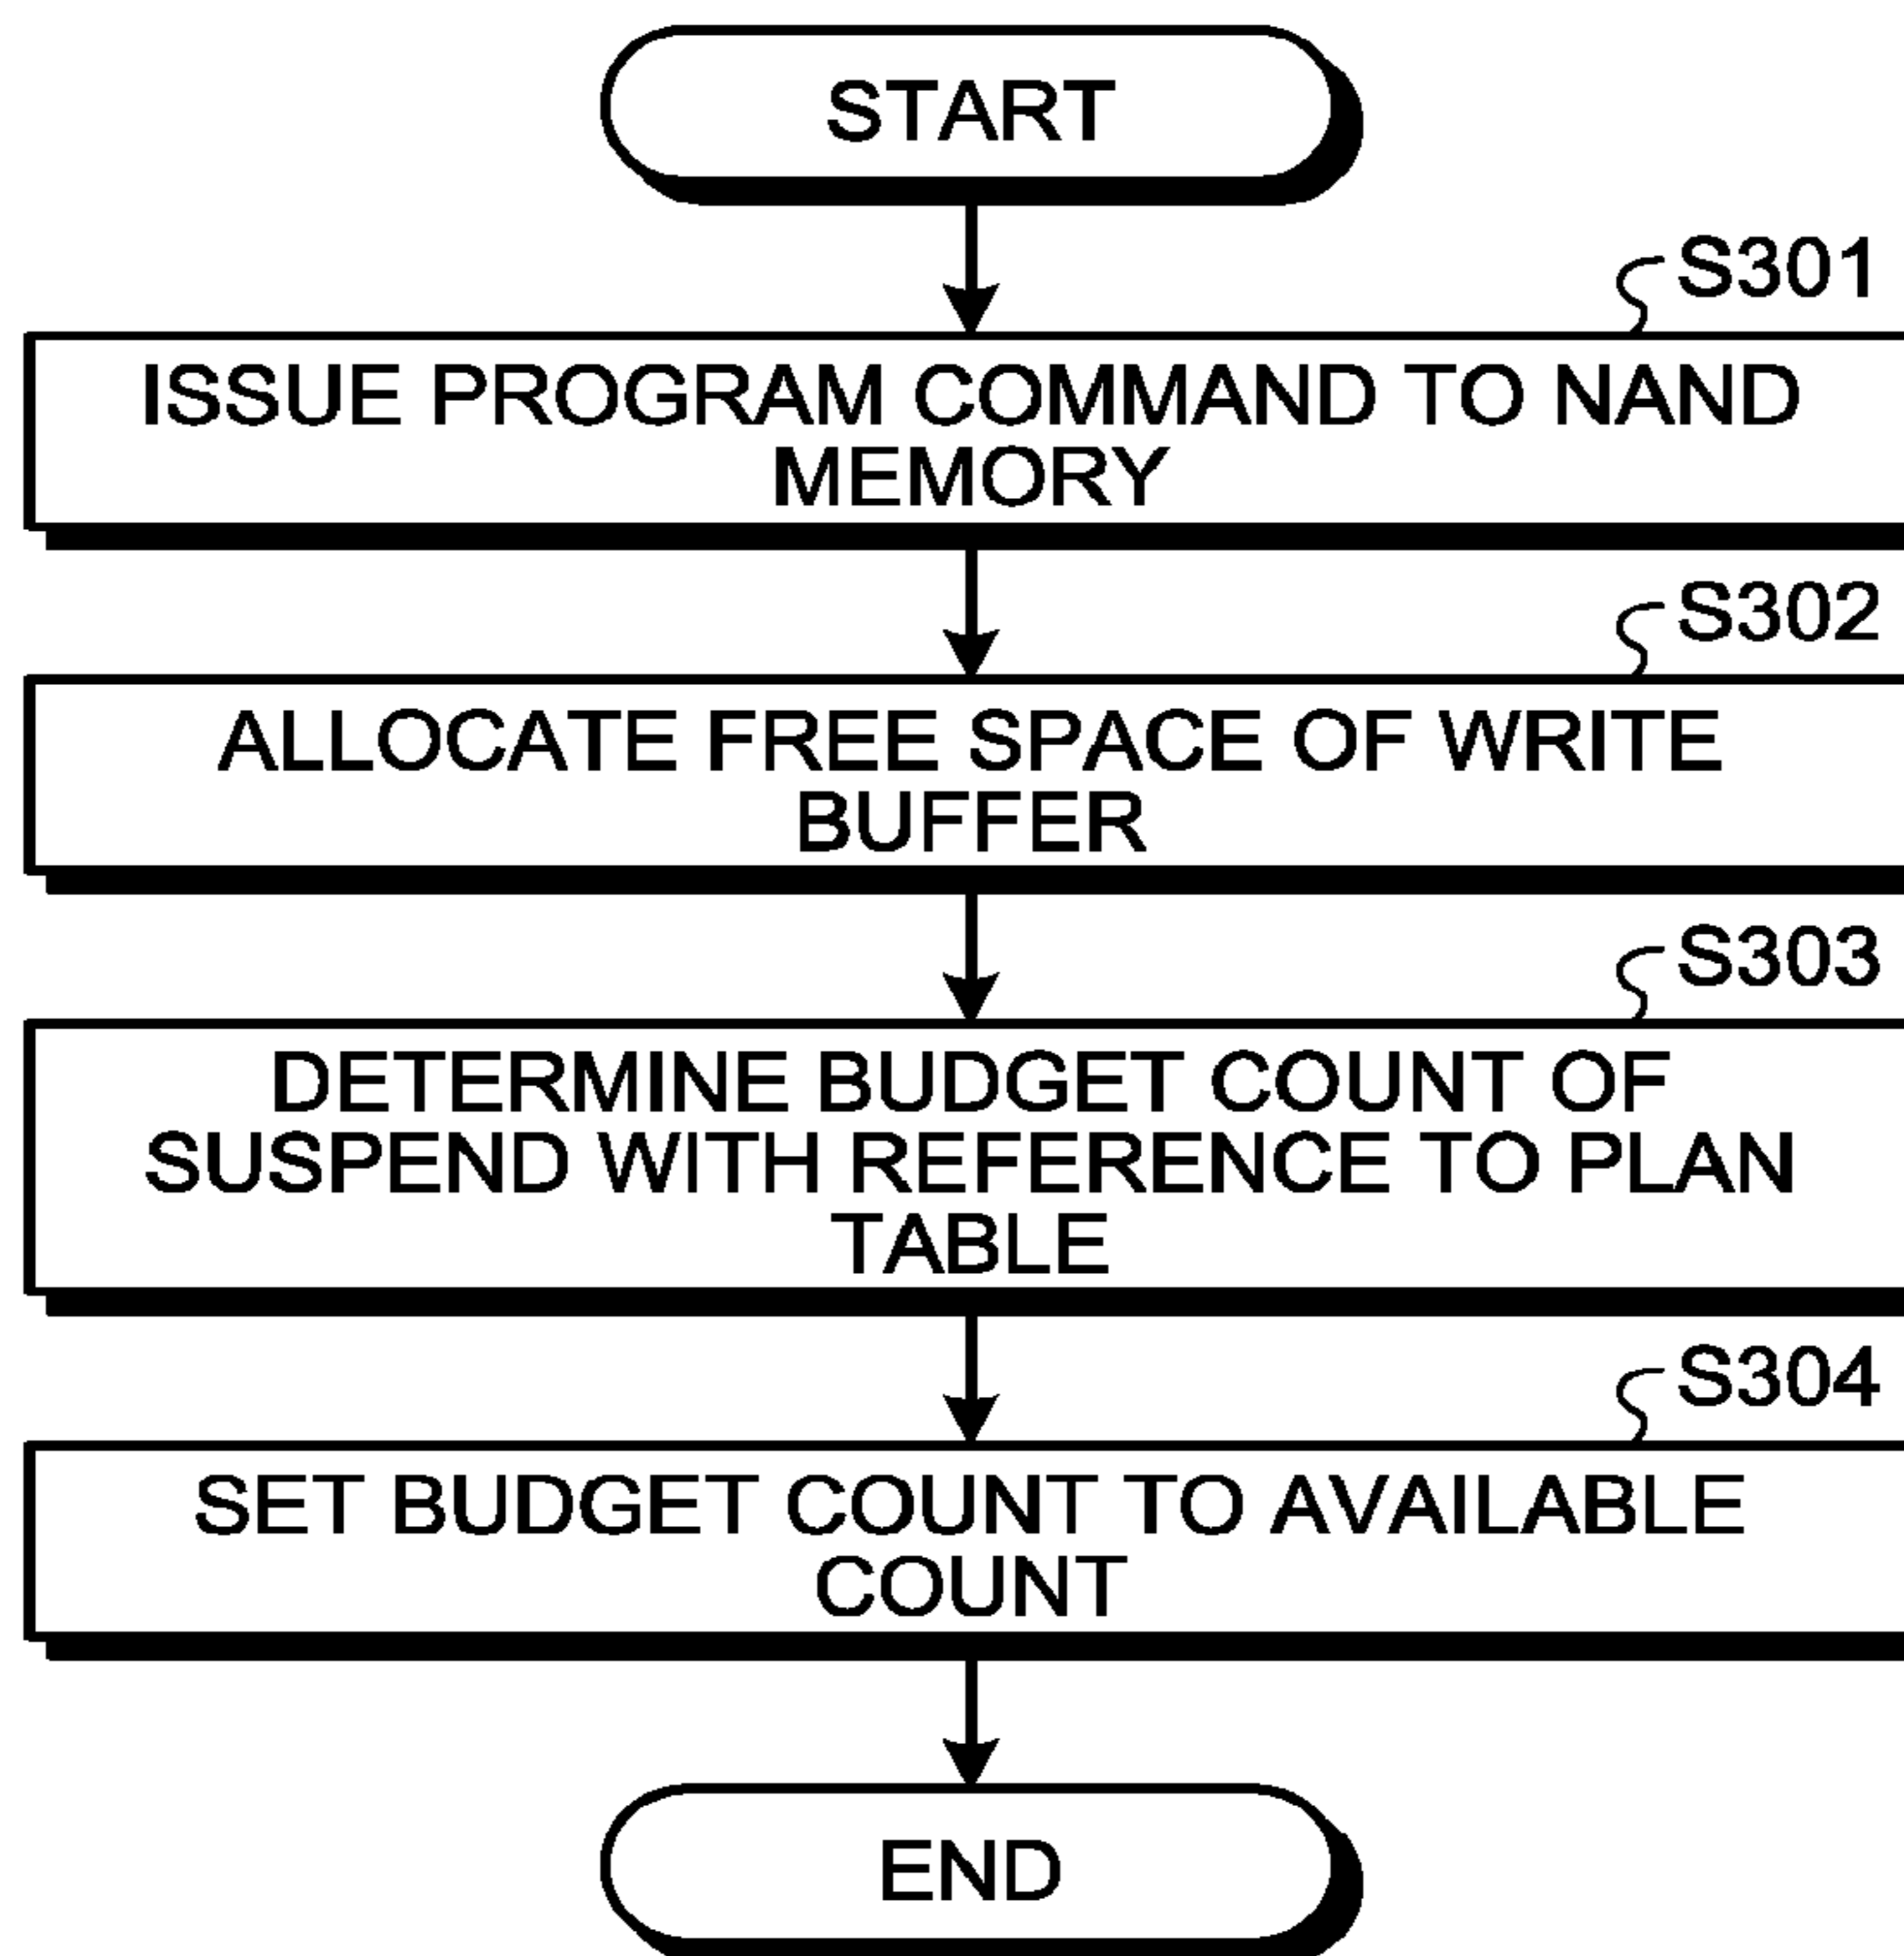 START
S301
ISSUE PROGRAM COMMAND TO NAND
MEMORY
S302
ALLOCATE FREE SPACE OF WRITE
BUFFER
S303
DETERMINE BUDGET COUNT OF
SUSPEND WITH REFERENCE TO PLAN
TABLE
S304
SET BUDGET COUNT TO AVAILABLE
COUNT
END